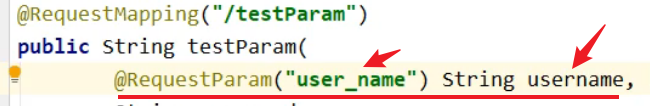 @RequestMapping("/testParam")
public String testParam(
@RequestParam("user_name") String username,